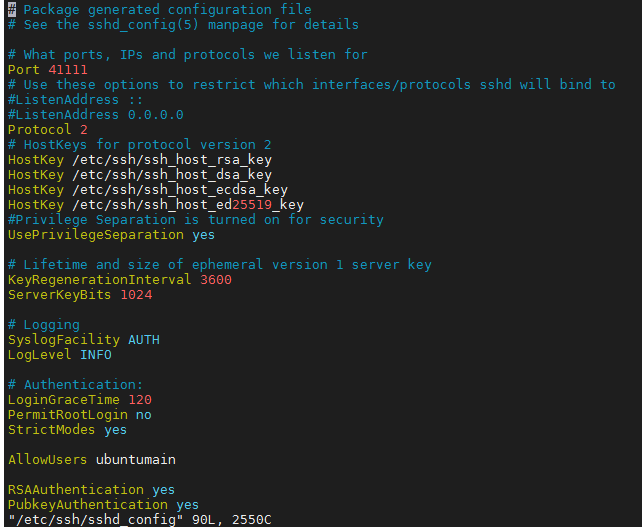 # Package generated configuration file
# See the sshd_config(5) manpage for details
# What ports, IPs and protocols we listen for
Port 41111
# Use these options to restrict which interfaces/protocols sshd will bind to
#ListenAddress ::
#ListenAddress 0.0.0.0
Protocol 2
# HostKeys for protocol version 2
HostKey /etc/ssh/ssh_host_rsa_key
HostKey /etc/ssh/ssh_host_dsa_key
HostKey /etc/ssh/ssh_host_ecdsa_key
HostKey /etc/ssh/ssh_host_ed25519_key
#Privilege Separation is turned on for security
UsePrivilegeSeparation yes
# Lifetime and size of ephemeral version 1 server key
KeyRegenerationInterval 3600
ServerKeyBits 1024
# Logging
SyslogFacility AUTH
LogLevel INFO
# Authentication:
LoginGraceTime 120
PermitRootLogin no
StrictModes yes
AllowUsers ubuntumain
RSAAuthentication yes
PubkeyAuthentication yes
"/etc/ssh/sshd_config" 90L, 2550C